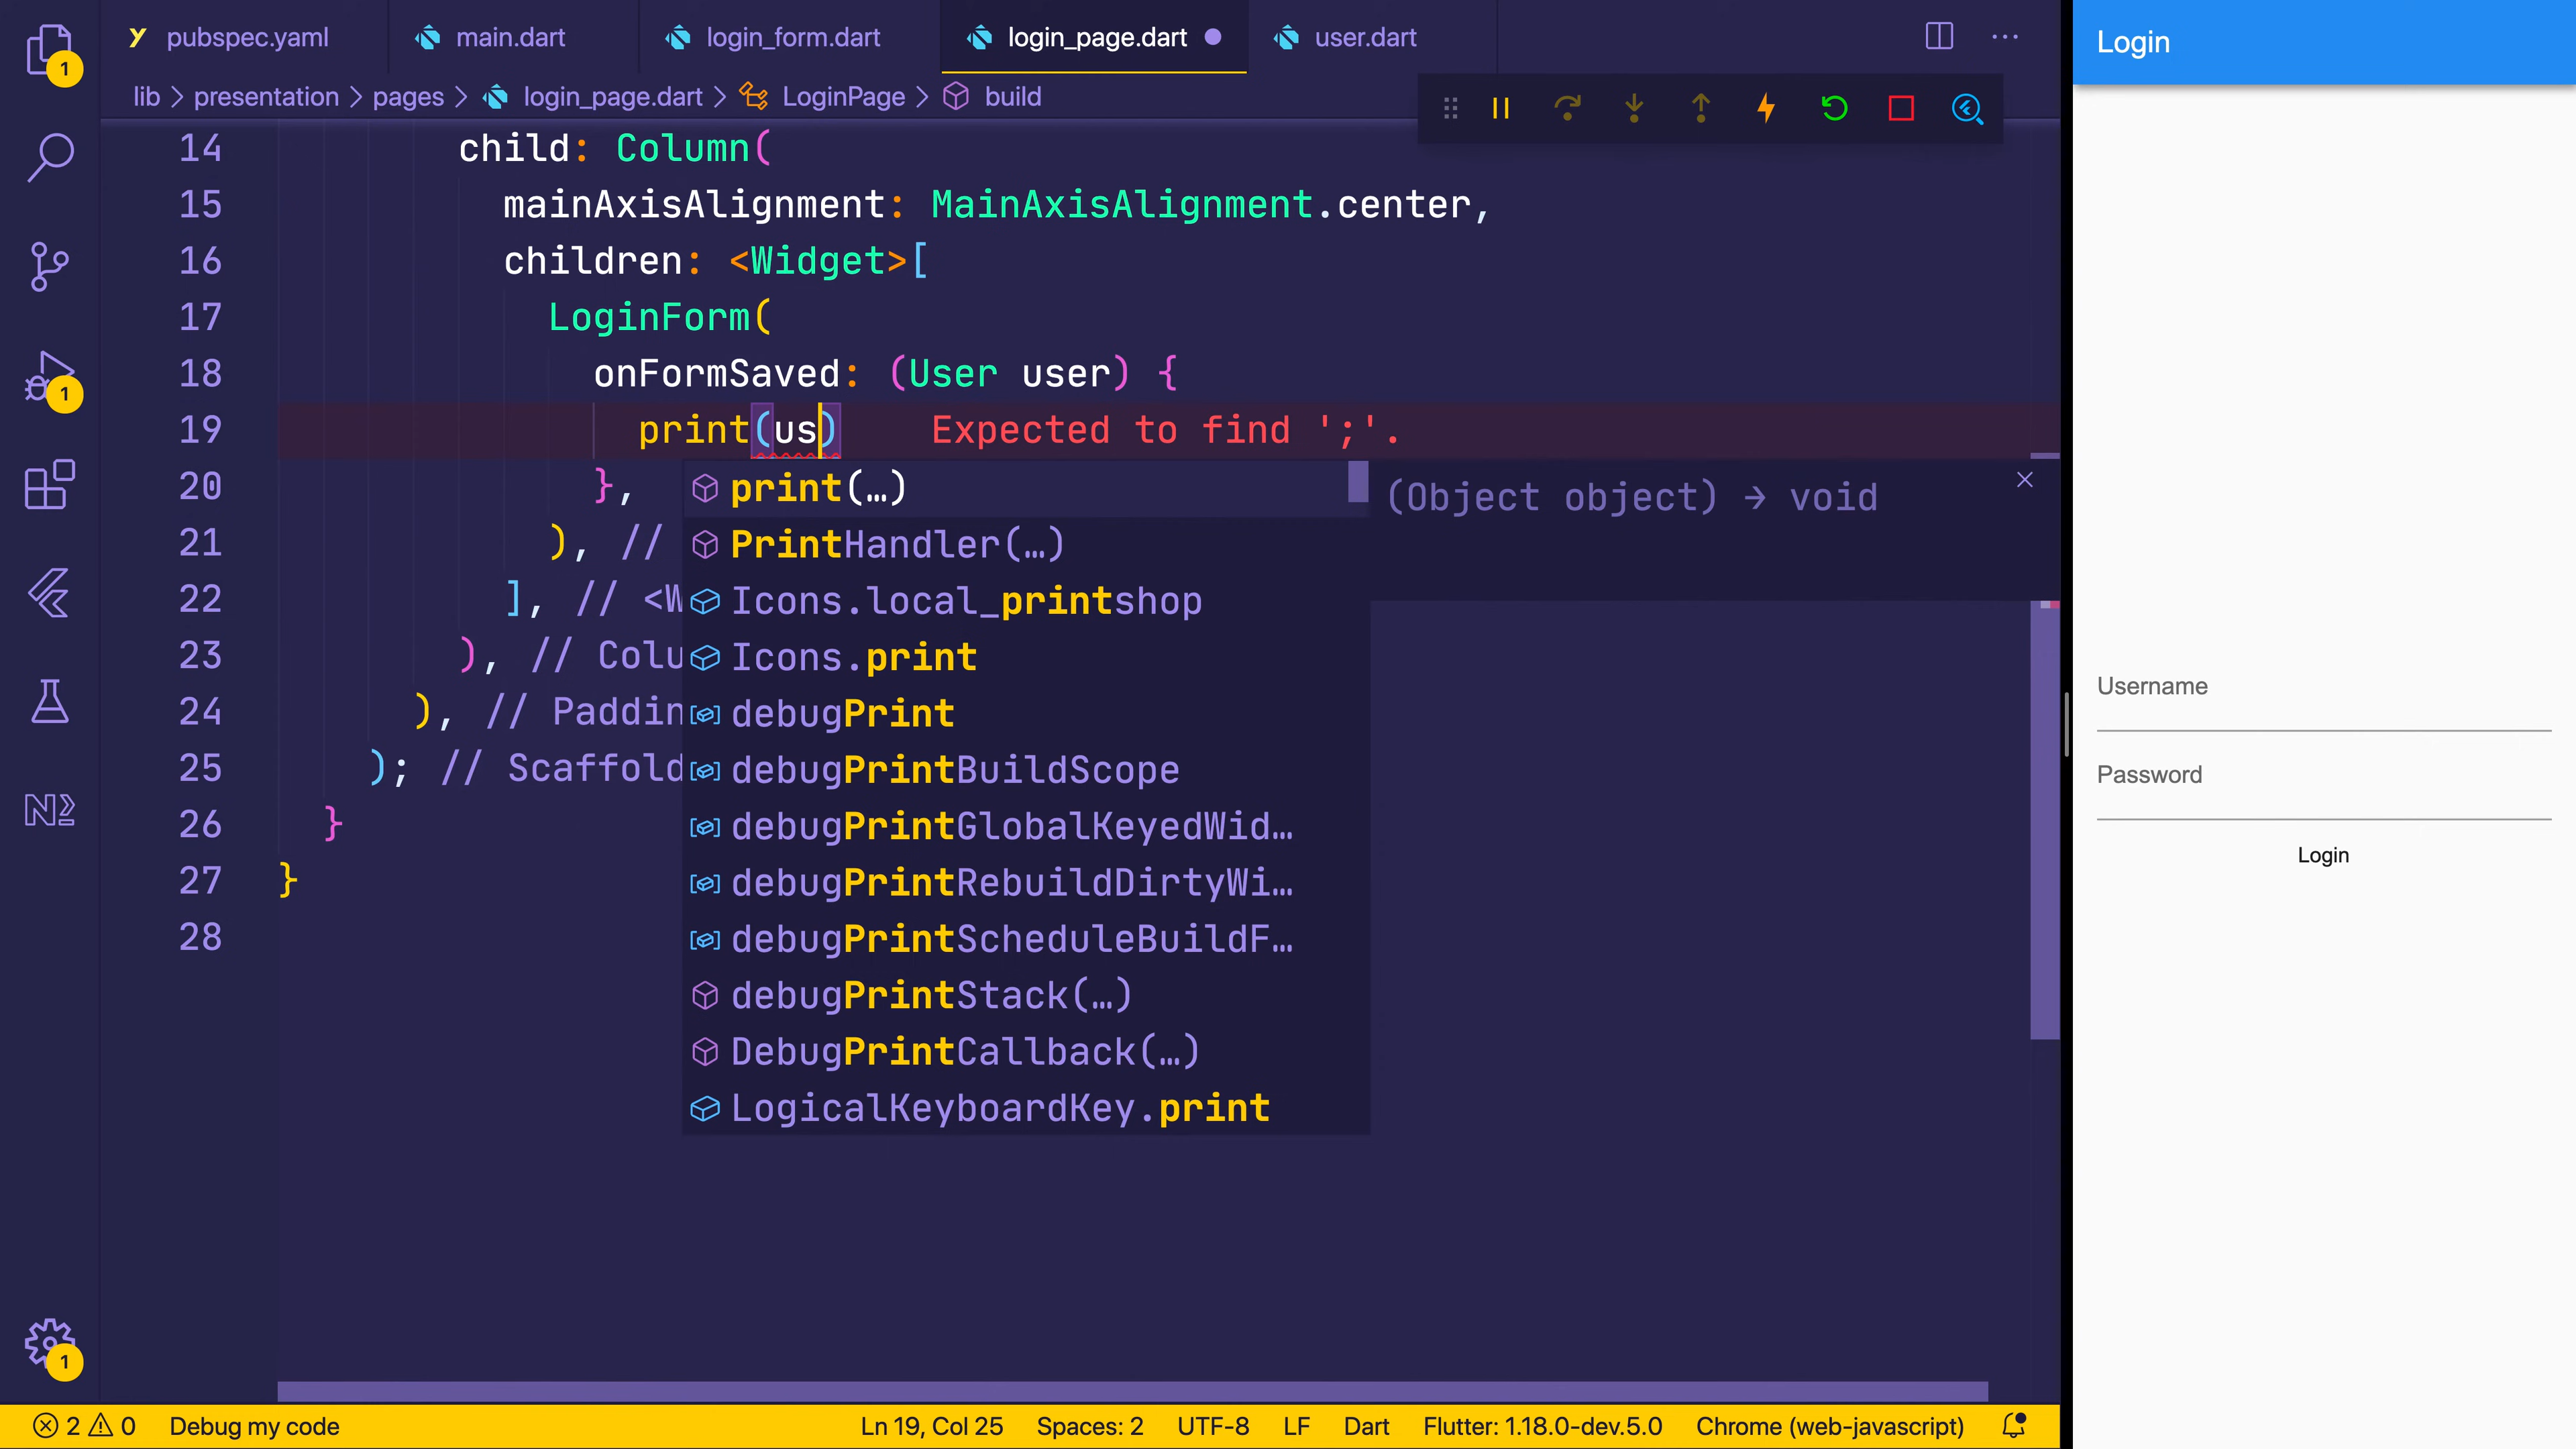 pubspec.yaml
main.dart
login_form.dart
login_page.dart
user.dart
lib > presentation > pages > login_page.dart > LoginPage > build
14 child: Column(
15 mainAxisAlignment: MainAxisAlignment.center,
16 children: <Widget>[
17 LoginForm(
18 onFormSaved: (User user) {
19 print(us) Expected to find ';'.
20 },
21 ), //
22 ], // <W
23 ), // Colu
24 ), // Paddin
25 ); // Scaffold
26 }
27 }
28
print(…)
(Object object) → void
PrintHandler(…)
Icons.local_printshop
Icons.print
debugPrint
debugPrintBuildScope
debugPrintGlobalKeyedWid…
debugPrintRebuildDirtyWi…
debugPrintScheduleBuildF…
debugPrintStack(…)
DebugPrintCallback(…)
LogicalKeyboardKey.print
1
1
1
2 0 Debug my code Ln 19, Col 25 Spaces: 2 UTF-8 LF Dart Flutter: 1.18.0-dev.5.0 Chrome (web-javascript)
Login
Username
Password
Login